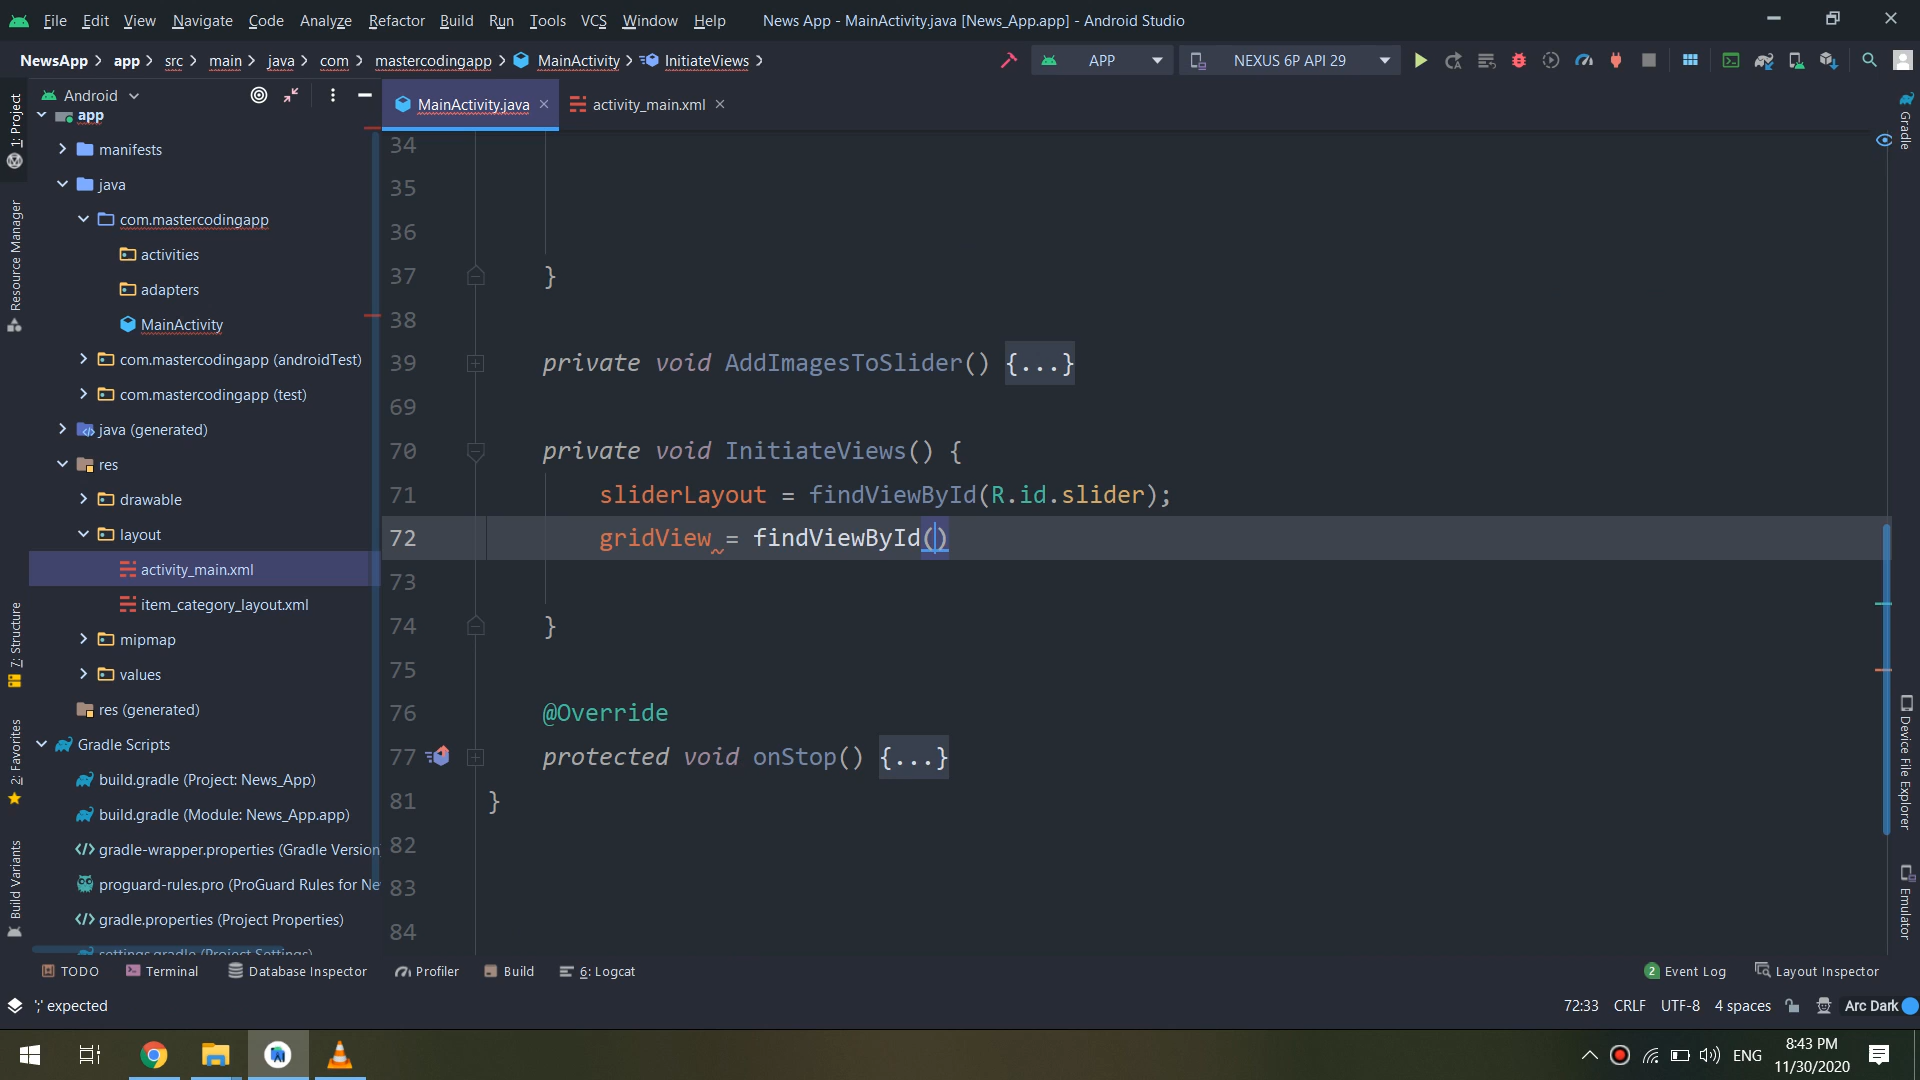 File Edit View Navigate Code Analyze Refactor Build Run Tools VCS Window Help News App - MainActivity.java [News_App.app] - Android Studio
NewsApp app src main java com mastercodingapp MainActivity InitiateViews APP NEXUS 6P API 29
Android
MainActivity.java
activity_main.xml
1: Project
Resource Manager
7: Structure
2: Favorites
Build Variants
app
manifests
java
com.mastercodingapp
activities
adapters
MainActivity
com.mastercodingapp (androidTest)
com.mastercodingapp (test)
java (generated)
res
drawable
layout
activity_main.xml
item_category_layout.xml
mipmap
values
res (generated)
Gradle Scripts
build.gradle (Project: News_App)
build.gradle (Module: News_App.app)
gradle-wrapper.properties (Gradle Version
proguard-rules.pro (ProGuard Rules for Ne
gradle.properties (Project Properties)
settings.gradle (Project Settings)
34
35
36
37 }
38
39 private void AddImagesToSlider() {...}
69
70 private void InitiateViews() {
71 sliderLayout = findViewById(R.id.slider);
72 gridView = findViewById()
73
74 }
75
76 @Override
77 protected void onStop() {...}
81 }
82
83
84
Gradle
Device File Explorer
Emulator
TODO Terminal Database Inspector Profiler Build 6: Logcat 2 Event Log Layout Inspector
';' expected 72:33 CRLF UTF-8 4 spaces Arc Dark
ENG
8:43 PM
11/30/2020